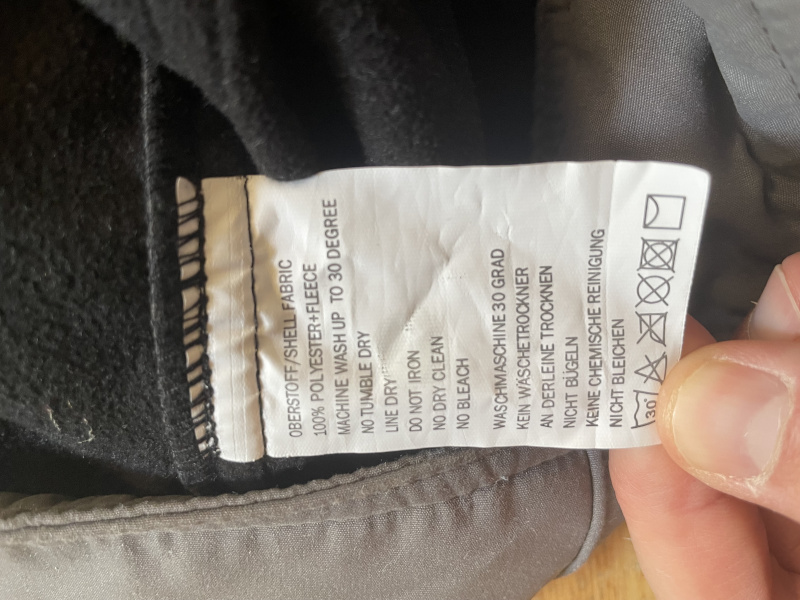 OBERSTOFF/SHELL FABRIC
100% POLYESTER+FLEECE
MACHINE WASH UP TO 30 DEGREE
NO TUMBLE DRY
LINE DRY
DO NOT IRON
NO DRY CLEAN
NO BLEACH
WASCHMASCHINE 30 GRAD
KEIN WÄSCHETROCKNER
AN DERLEINE TROCKNEN
NICHT BÜGELN
KEINE CHEMISCHE REINIGUNG
NICHT BLEICHEN
30°